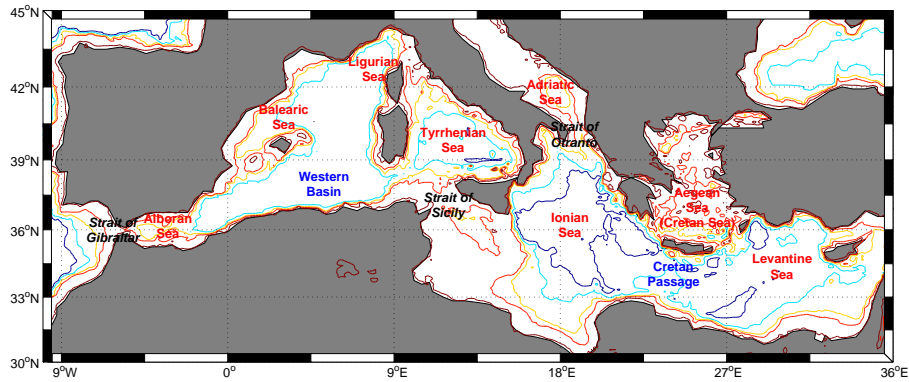 45°N
42°N
39°N
36°N
33°N
30°N
Ligurian
Sea
Adriatic
Sea
Balearic
Sea
Tyrrhenian
Sea
Strait of
Otranto
Western
Basin
Strait of
Sicily
Aegean
Sea
(Cretan Sea)
Strait of
Gibraltar
Alboran
Sea
Ionian
Sea
Levantine
Sea
Cretan
Passage
9°W
0°
9°E
18°E
27°E
36°E